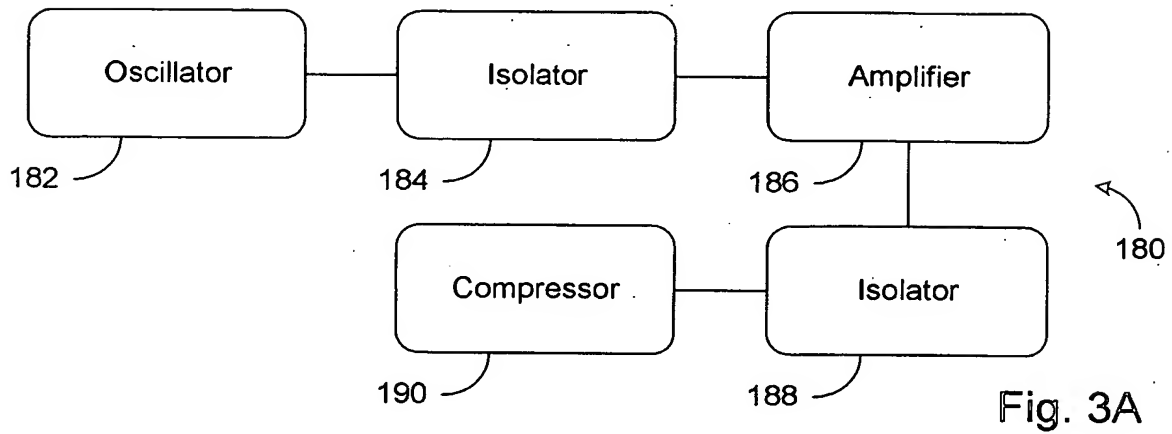 Oscillator
Isolator
Amplifier
182
184
186
180
Compressor
Isolator
190
188
Fig. 3A